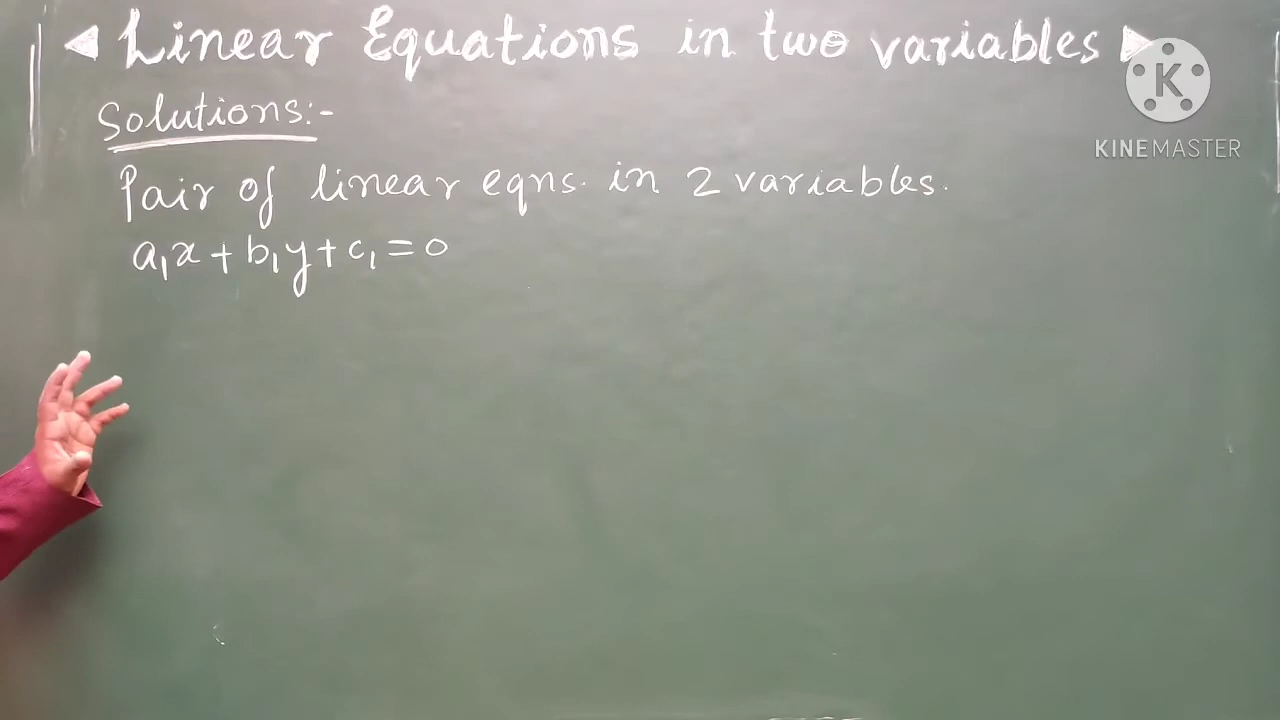 Linear Equations in two variables
Solutions:-
Pair of linear eqns. in 2 variables.
a₁x + b₁y + c₁ = 0
K
KINEMASTER